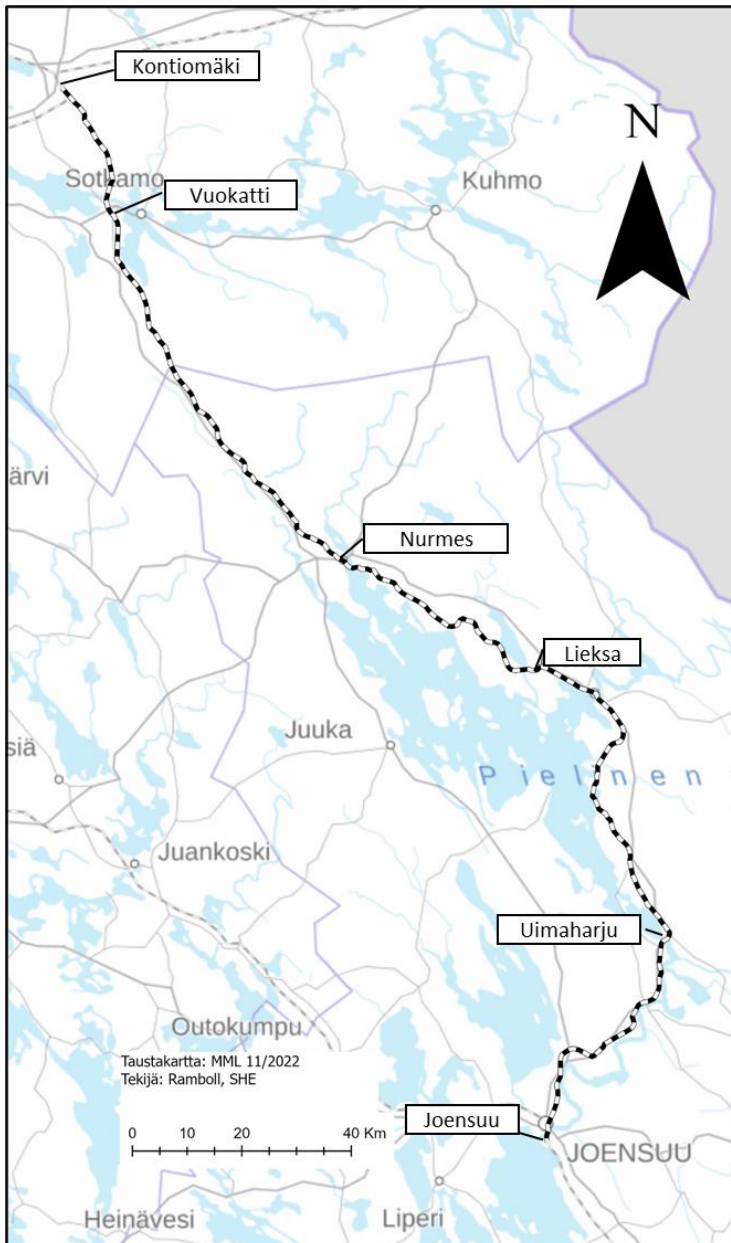 Kontiomäki
N
Sotkamo
Vuokatti
Kuhmo
ärvi
Nurmes
Lieksa
Juuka
siä
Pielinen
Juankoski
Uimaharju
Outokumpu
Taustakartta: MML 11/2022
Tekijä: Ramboll, SHE
Joensuu
0 10 20 40 Km
JOENSUU
Heinävesi
Liperi